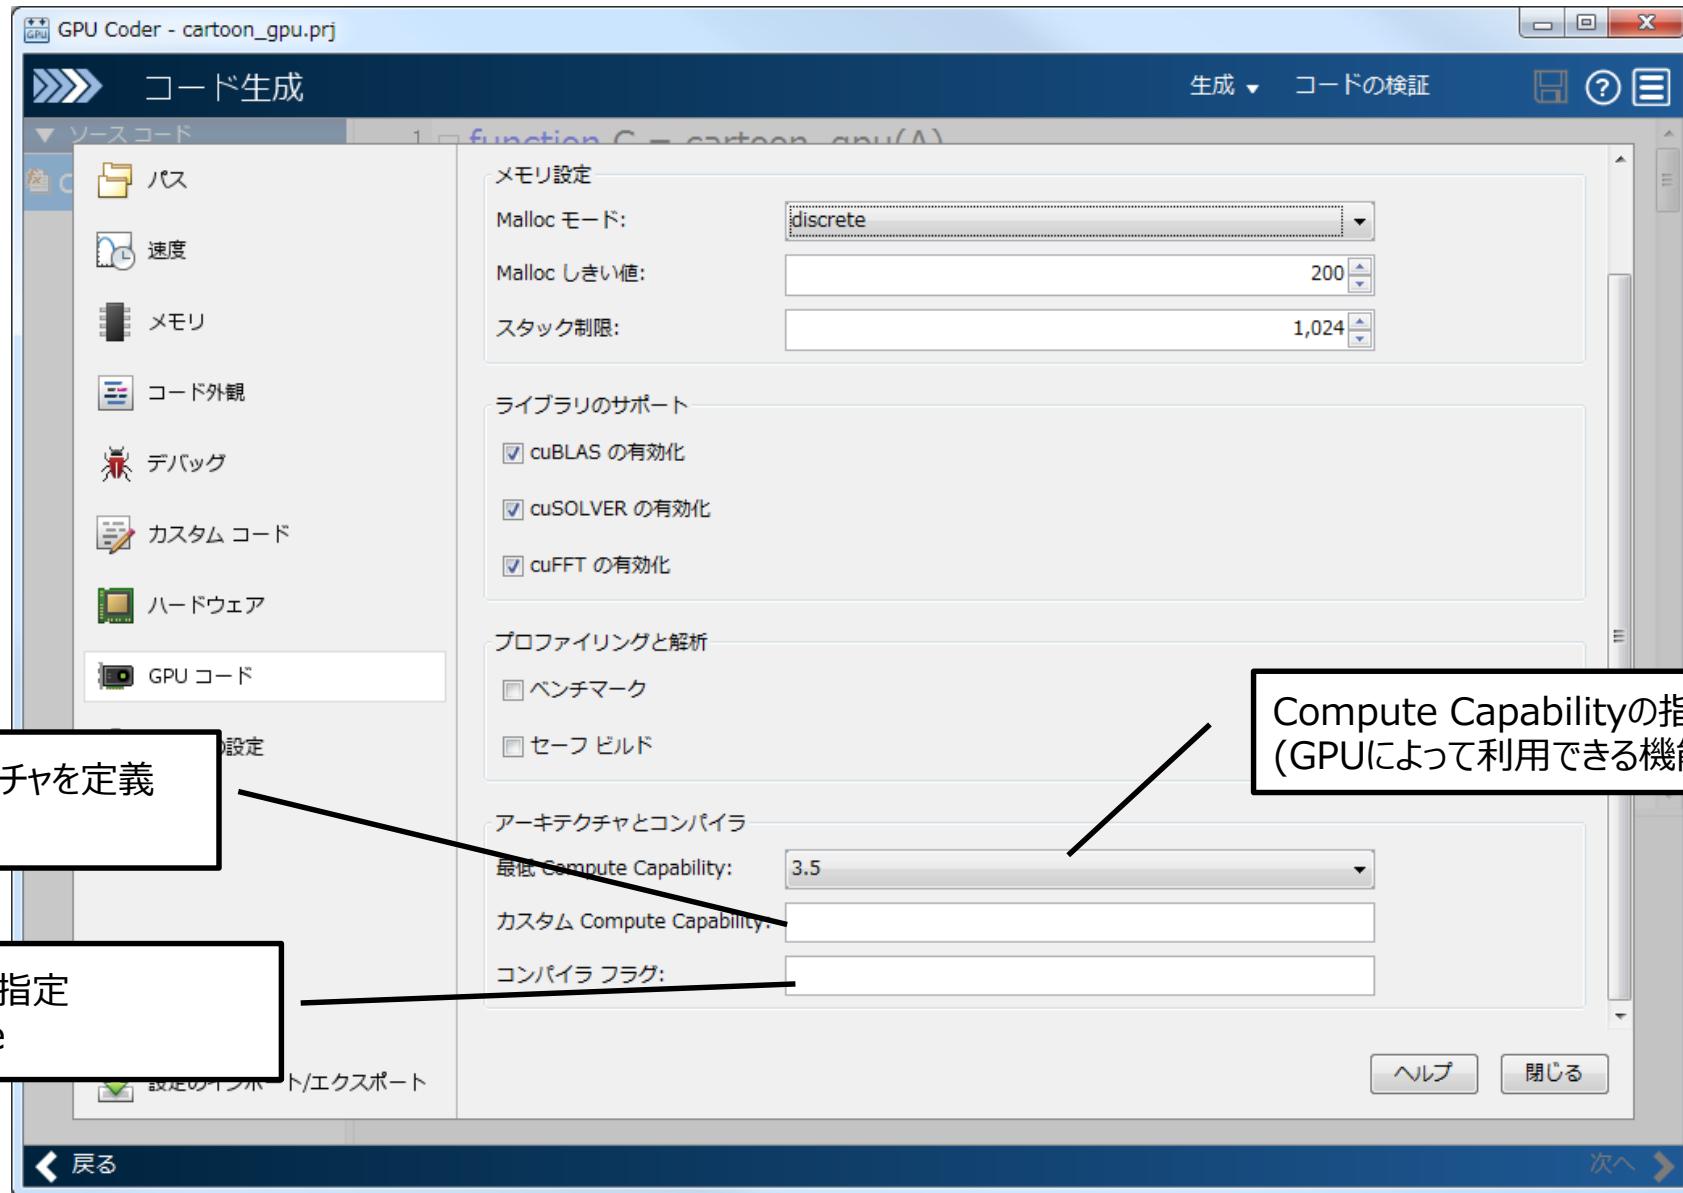 GPU Coder - cartoon_gpu.prj
コード生成
生成
コードの検証
ソース コード
1 function C = cartoon_gpu(A)
パス
速度
メモリ
コード外観
デバッグ
カスタム コード
ハードウェア
GPU コード
設定
設定のインポート/エクスポート
メモリ設定
Malloc モード: discrete
Malloc しきい値: 200
スタック制限: 1,024
ライブラリのサポート
cuBLAS の有効化
cuSOLVER の有効化
cuFFT の有効化
プロファイリングと解析
ベンチマーク
セーフ ビルド
アーキテクチャとコンパイラ
最低 Compute Capability: 3.5
カスタム Compute Capability:
コンパイラ フラグ:
Compute Capabilityの指
(GPUによって利用できる機
チャを定義
指定
e
ヘルプ
閉じる
戻る
次へ